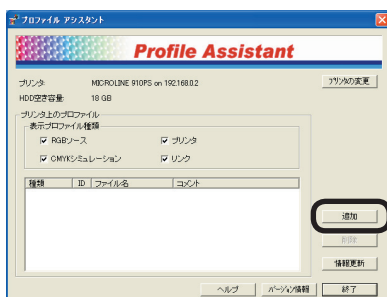 プロファイル アシスタント
Profile Assistant
プリンタ: MICROLINE 910PS on 192.168.0.2 プリンタの変更
HDD空き容量: 18 GB
プリンタ上のプロファイル
表示プロファイル種類
RGBソース プリンタ
CMYKシミュレーション リンク
種類 ID ファイル名 コメント
追加
削除
情報更新
ヘルプ バージョン情報 終了